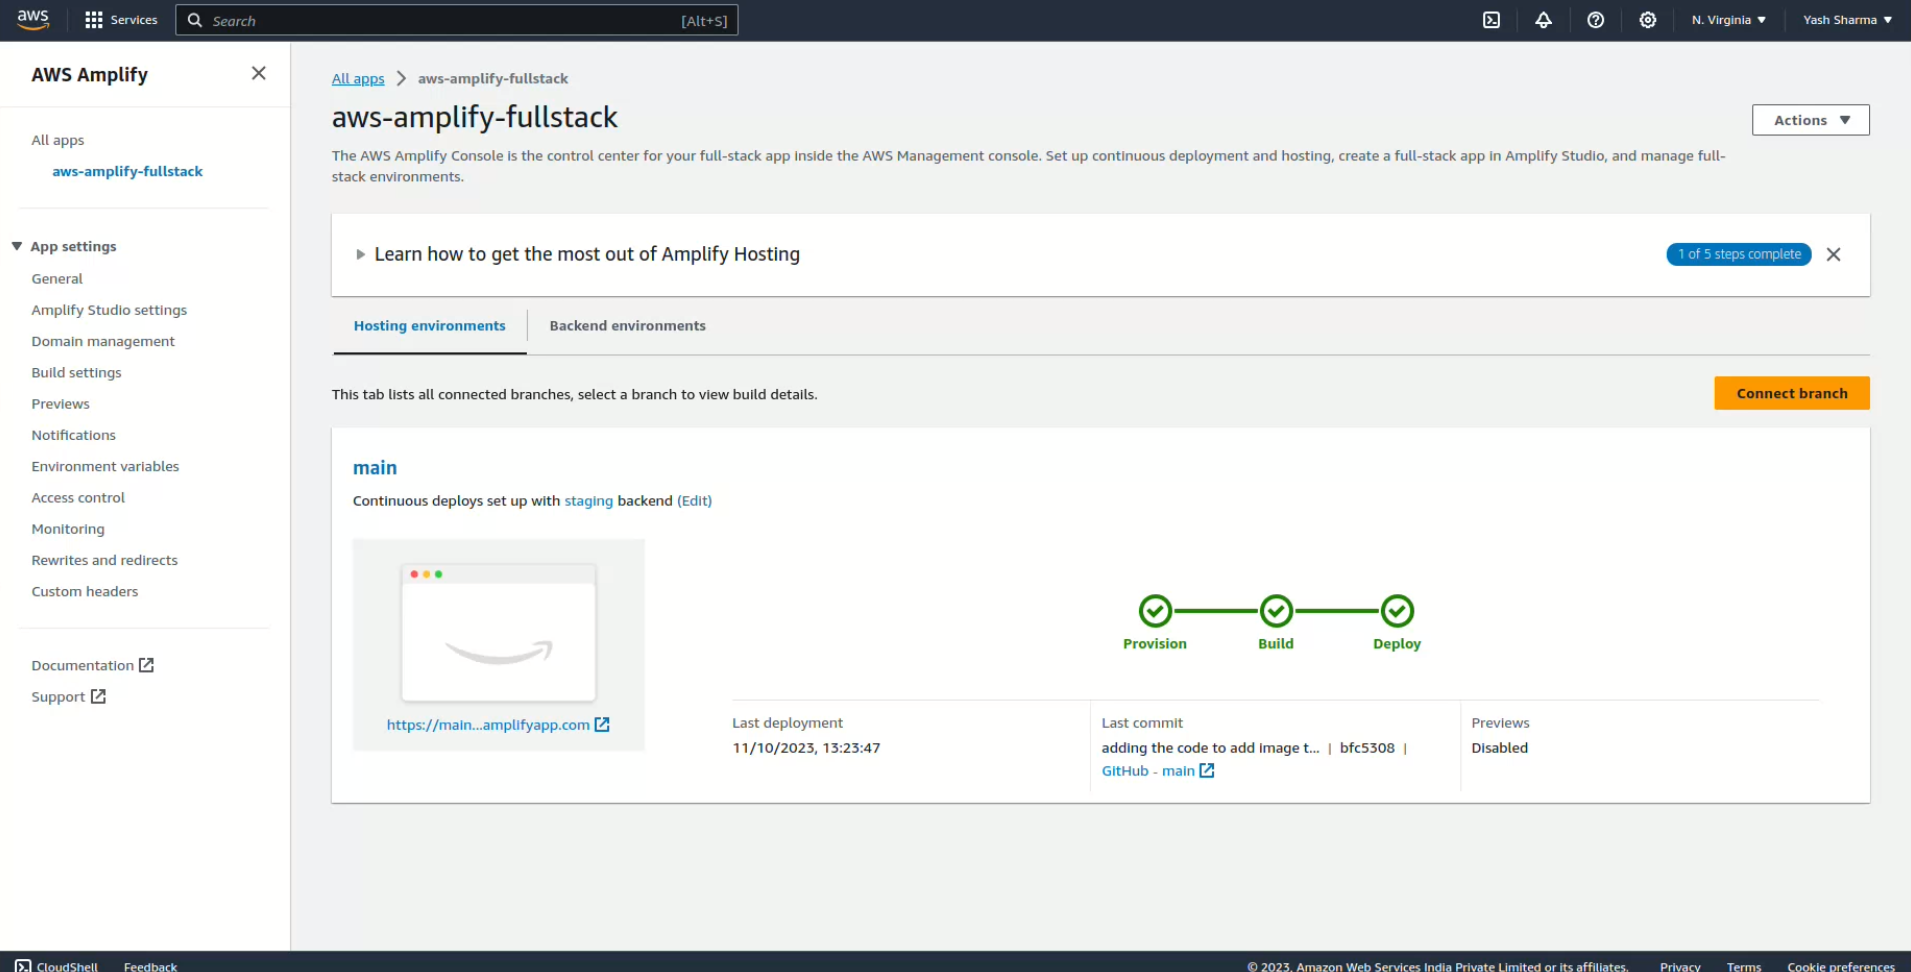 aws
Services
Search [Alt+S]
N. Virginia
Yash Sharma
AWS Amplify
All apps
aws-amplify-fullstack
App settings
General
Amplify Studio settings
Domain management
Build settings
Previews
Notifications
Environment variables
Access control
Monitoring
Rewrites and redirects
Custom headers
Documentation
Support
All apps
aws-amplify-fullstack
aws-amplify-fullstack
Actions
The AWS Amplify Console is the control center for your full-stack app inside the AWS Management console. Set up continuous deployment and hosting, create a full-stack app in Amplify Studio, and manage full-
stack environments.
Learn how to get the most out of Amplify Hosting
1 of 5 steps complete
Hosting environments
Backend environments
This tab lists all connected branches, select a branch to view build details.
Connect branch
main
Continuous deploys set up with staging backend (Edit)
https://main...amplifyapp.com
Provision
Build
Deploy
Last deployment
11/10/2023, 13:23:47
Last commit
adding the code to add image t... | bfc5308 |
GitHub - main
Previews
Disabled
CloudShell
Feedback
© 2023, Amazon Web Services India Private Limited or its affiliates.
Privacy
Terms
Cookie preferences